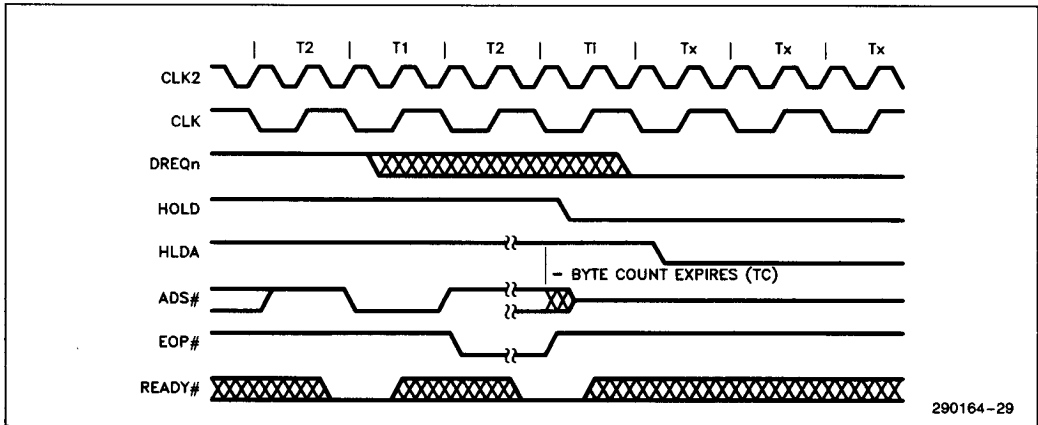 | T2 | T1 | T2 | Ti | Tx | Tx | Tx
CLK2
CLK
DREQn
HOLD
HLDA
– BYTE COUNT EXPIRES (TC)
ADS#
EOP#
READY#
290164-29